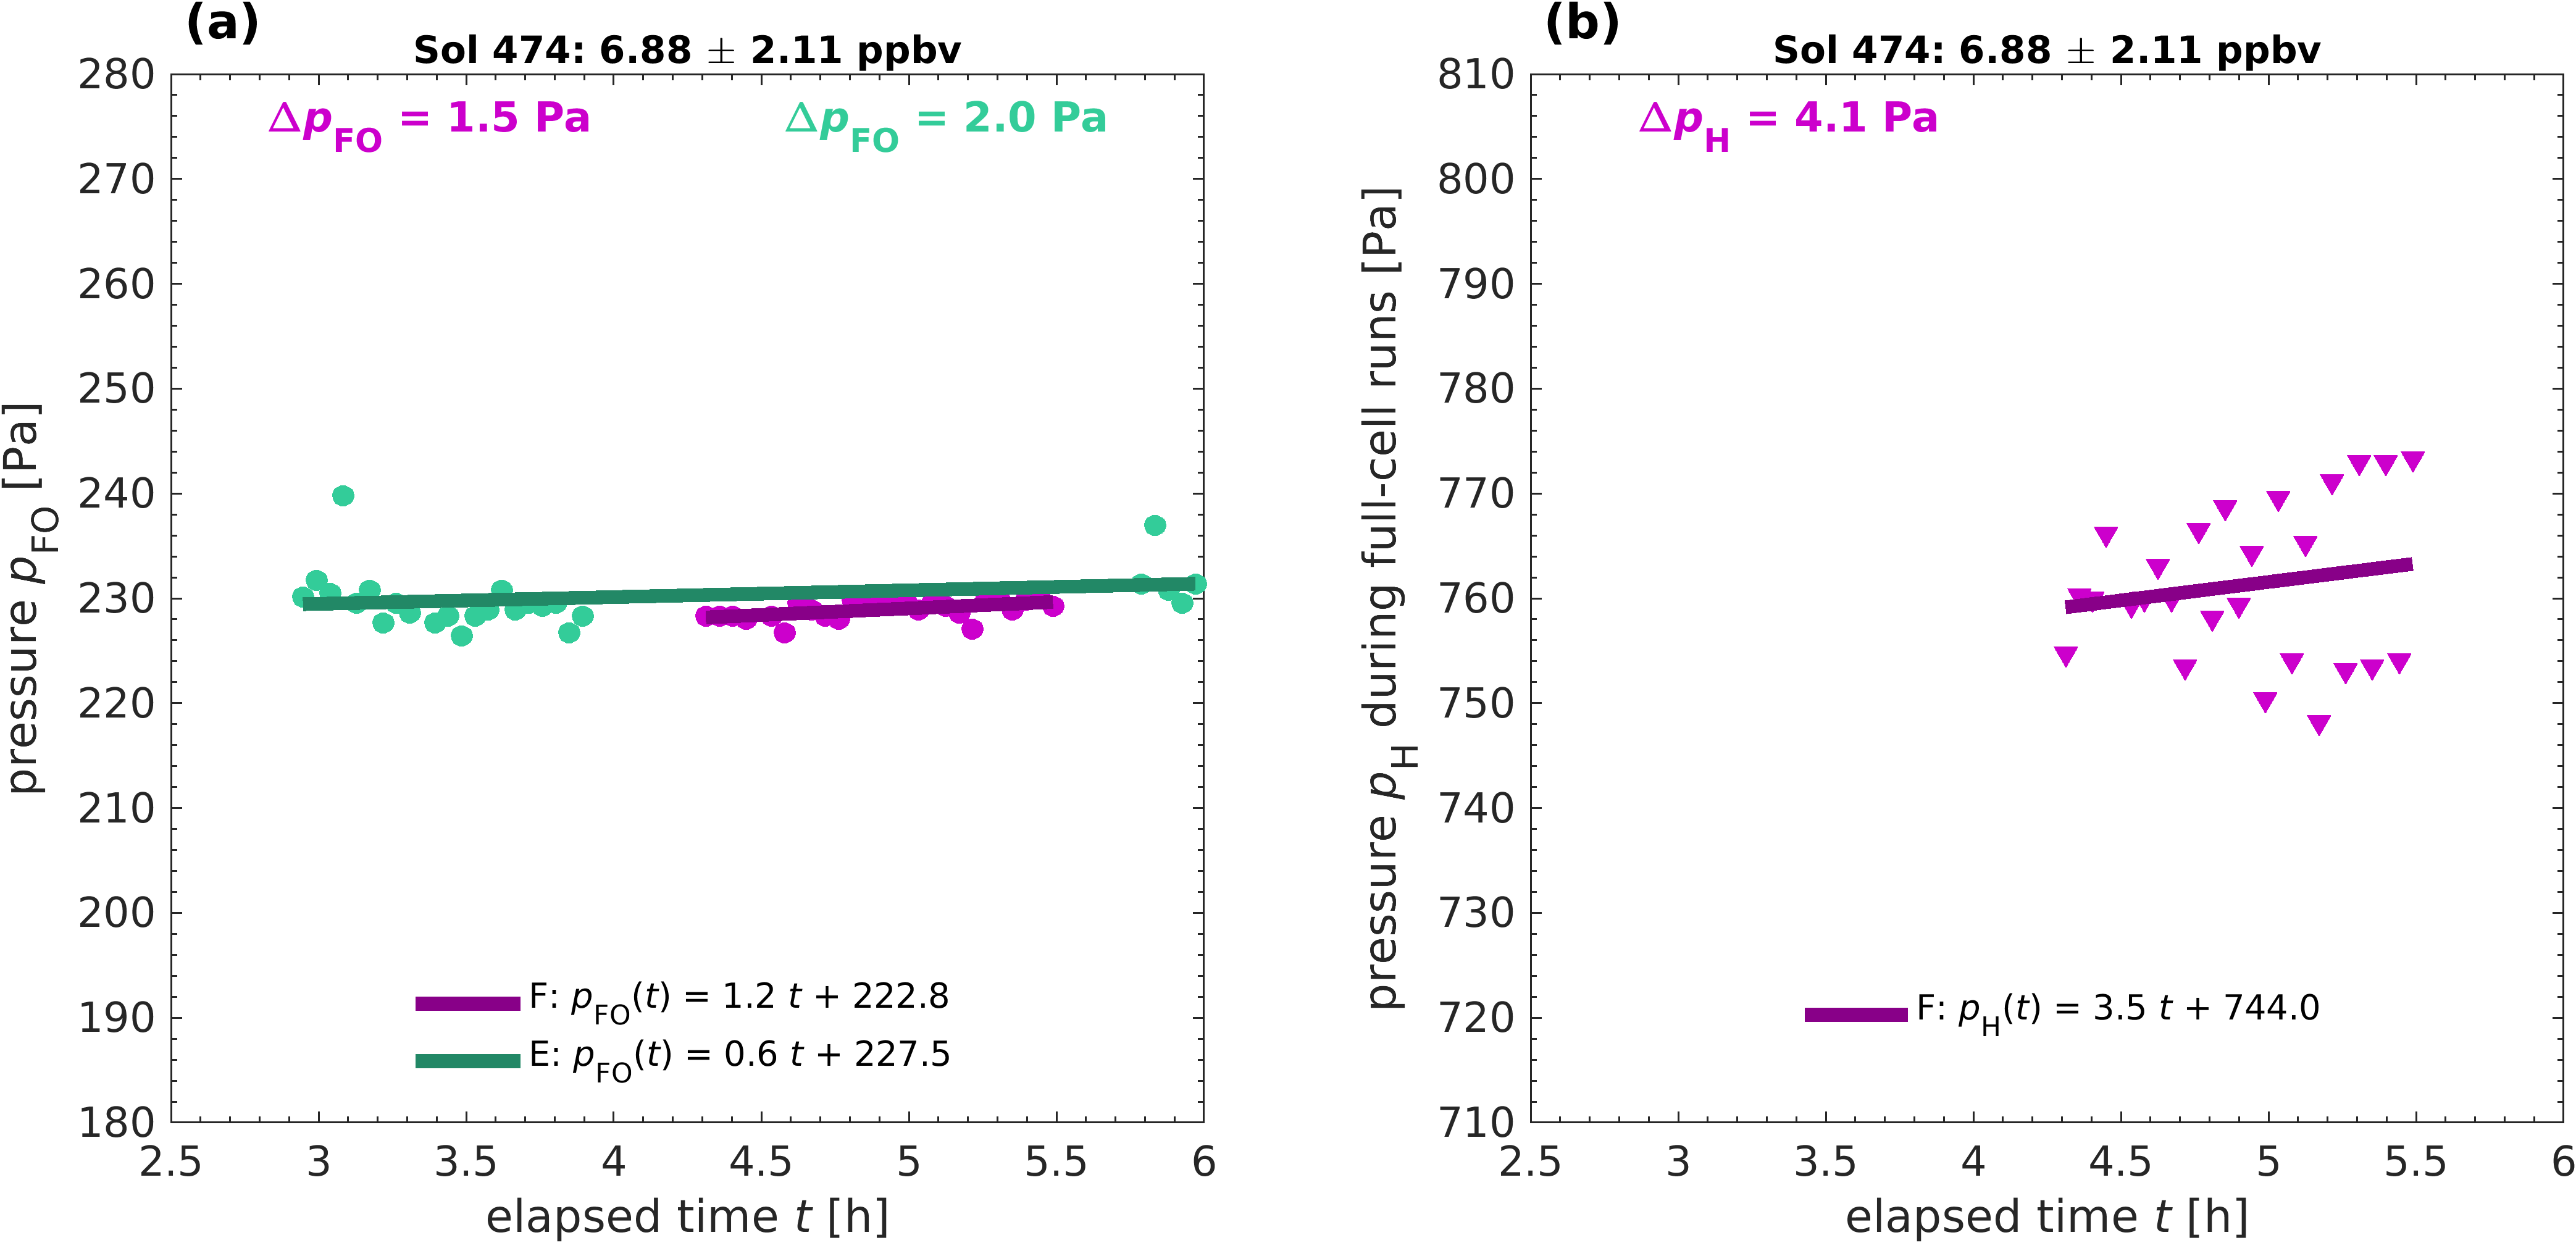 (a)
Sol 474: 6.88 ± 2.11 ppbv
Δp_FO = 1.5 Pa
Δp_FO = 2.0 Pa
280
270
260
250
240
230
220
210
200
190
180
pressure p_FO [Pa]
F: p_FO(t) = 1.2 t + 222.8
E: p_FO(t) = 0.6 t + 227.5
2.5 3 3.5 4 4.5 5 5.5 6
elapsed time t [h]
(b)
Sol 474: 6.88 ± 2.11 ppbv
Δp_H = 4.1 Pa
810
800
790
780
770
760
750
740
730
720
710
pressure p_H during full-cell runs [Pa]
F: p_H(t) = 3.5 t + 744.0
2.5 3 3.5 4 4.5 5 5.5 6
elapsed time t [h]